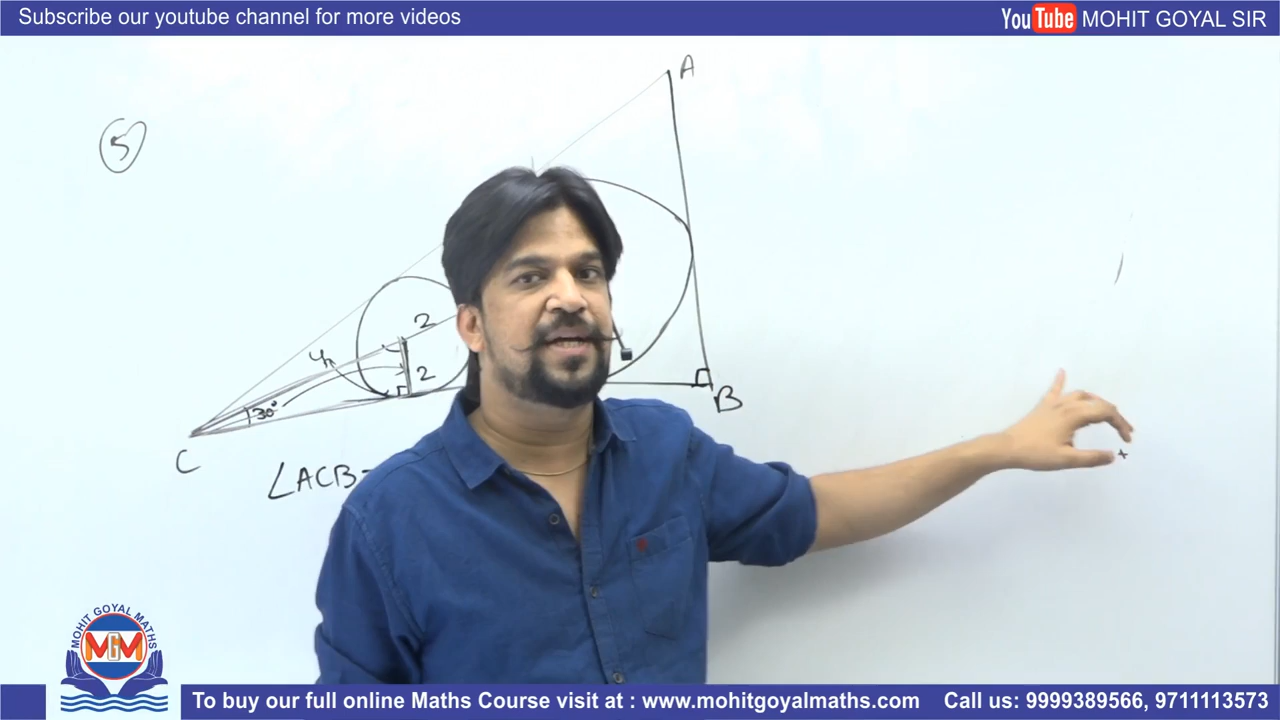 Subscribe our youtube channel for more videos
YouTube MOHIT GOYAL SIR
A
5
2
4
2
30°
B
C
∠ACB=
MOHIT GOYAL MATHS
MGM
To buy our full online Maths Course visit at : www.mohitgoyalmaths.com Call us: 9999389566, 9711113573